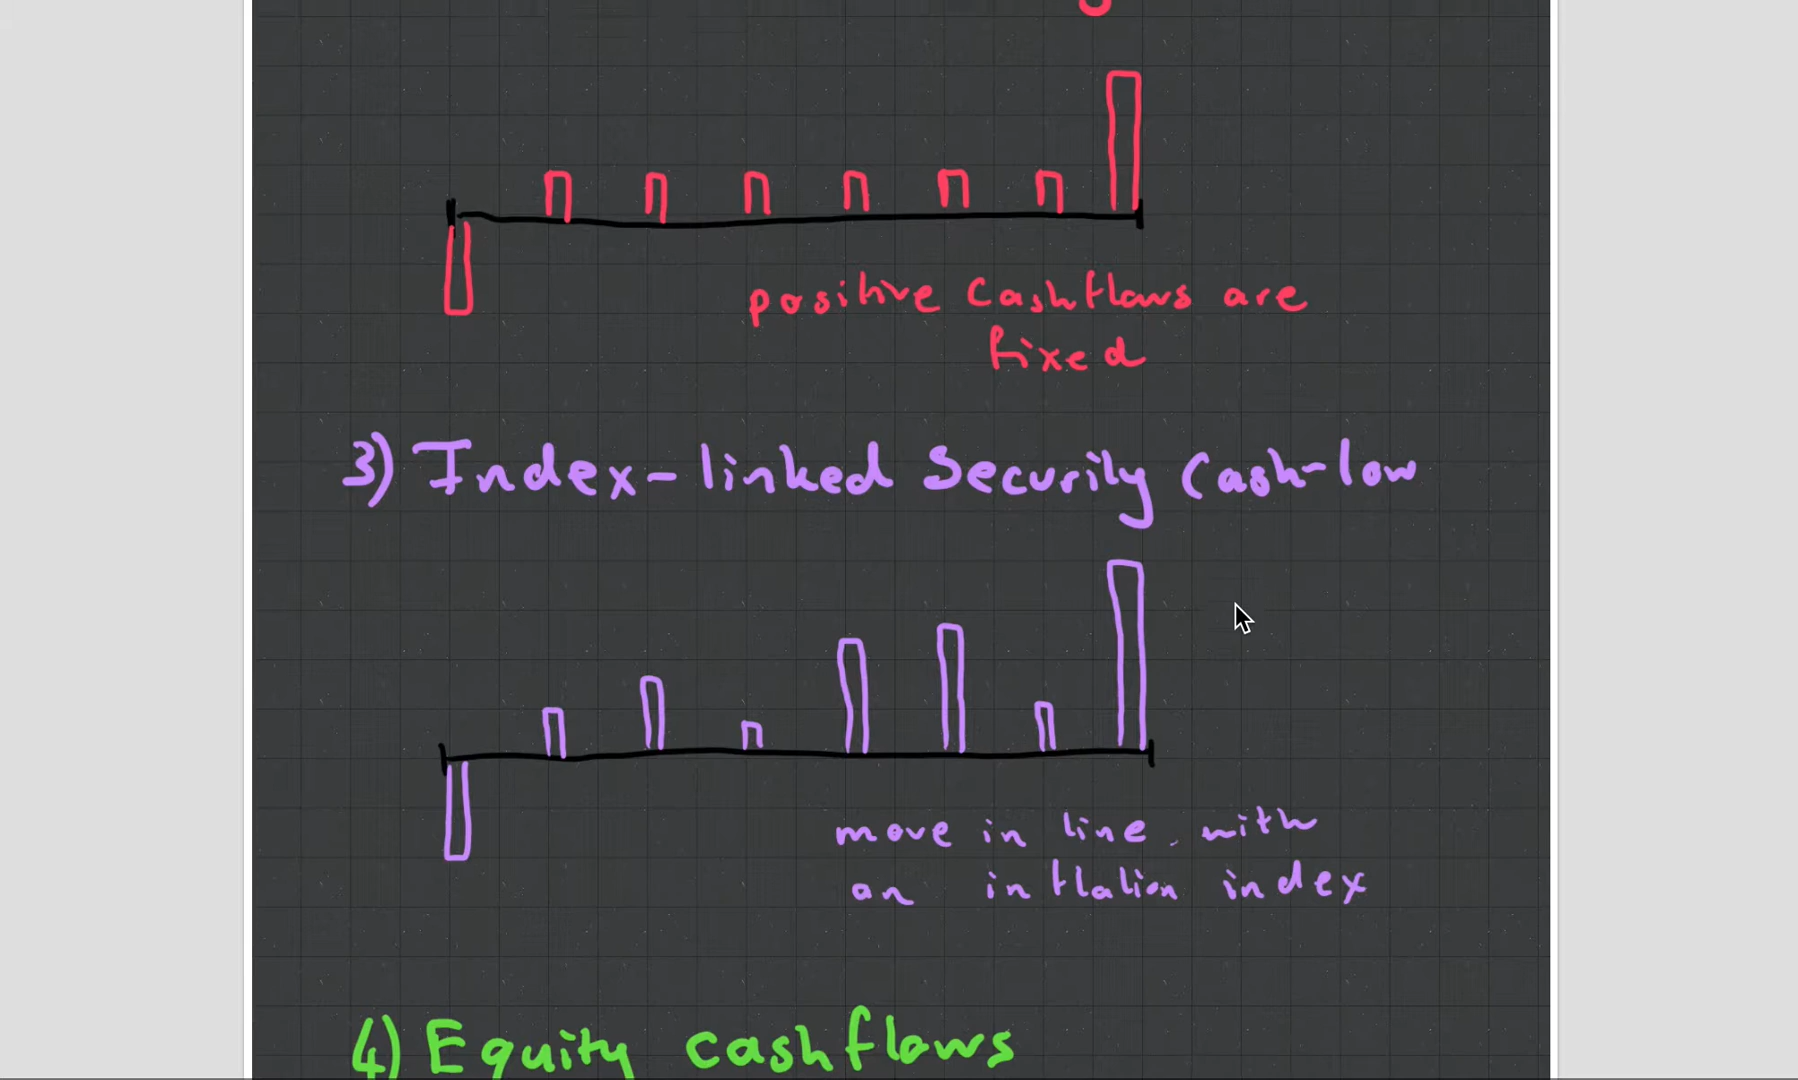 positive cashflows are
fixed
3) Index-linked Security Cash-low
move in line with
an inflation index
4) Equity cashflows